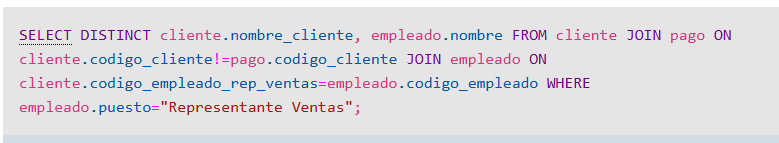 SELECT DISTINCT cliente.nombre_cliente, empleado.nombre FROM cliente JOIN pago ON
cliente.codigo_cliente!=pago.codigo_cliente JOIN empleado ON
cliente.codigo_empleado_rep_ventas=empleado.codigo_empleado WHERE
empleado.puesto="Representante Ventas";